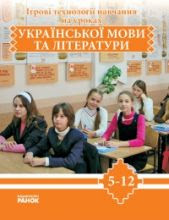 Ігрові технології навчання
на уроках
УКРАЇНСЬКОЇ МОВИ
ТА ЛІТЕРАТУРИ
5-12
РАНОК